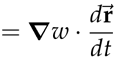 = ∇w · d𝐫⃗/dt